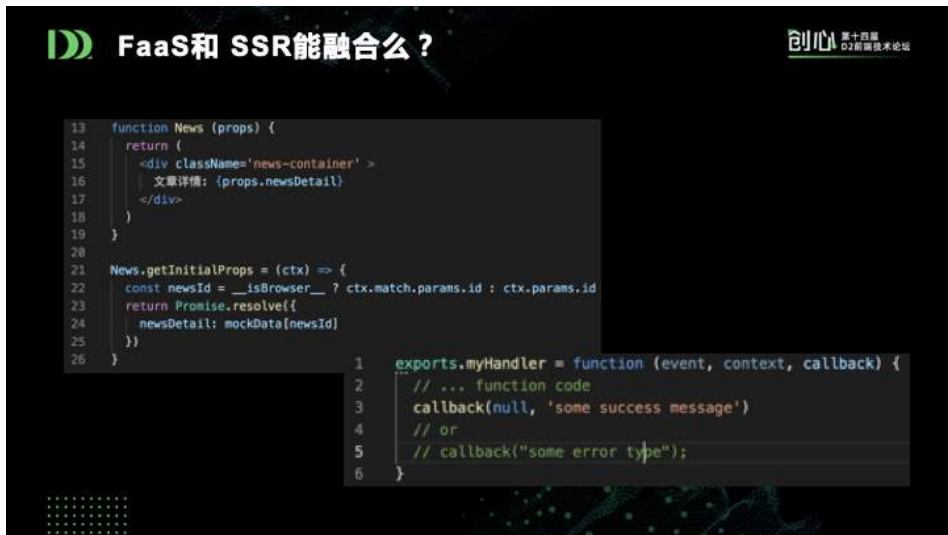 FaaS和 SSR能融合么？
创心 第十四届
D2前端技术论坛
13 function News (props) {
14 return (
15 <div className='news-container' >
16 文章详情: {props.newsDetail}
17 </div>
18 )
19 }
20
21 News.getInitialProps = (ctx) => {
22 const newsId = __isBrowser__ ? ctx.match.params.id : ctx.params.id
23 return Promise.resolve({
24 newsDetail: mockData[newsId]
25 })
26 }
1 exports.myHandler = function (event, context, callback) {
2 // ... function code
3 callback(null, 'some success message')
4 // or
5 // callback("some error type");
6 }